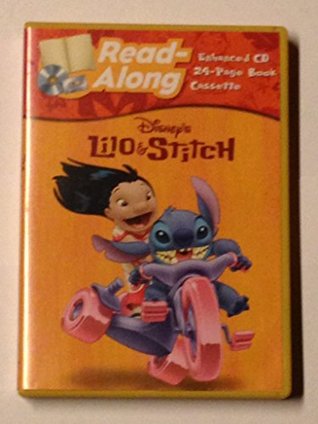 Read-
Along
Enhanced CD
24-Page Book
Cassette
Disney's
Lilo & Stitch